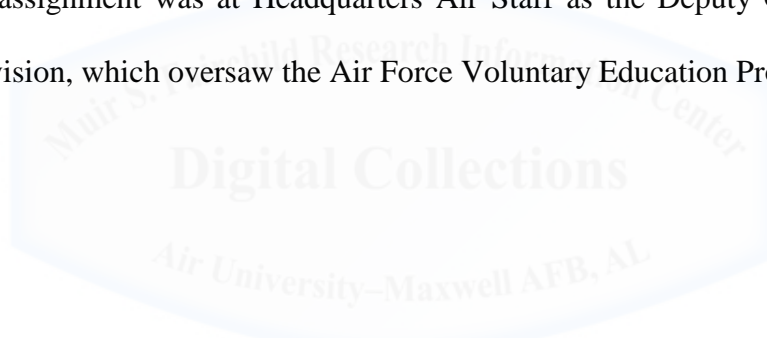 assignment was at Headquarters Air Staff as the Deputy
vision, which oversaw the Air Force Voluntary Education
Muir S. Fairchild Research Information Center
Digital Collections
Air University–Maxwell AFB, AL